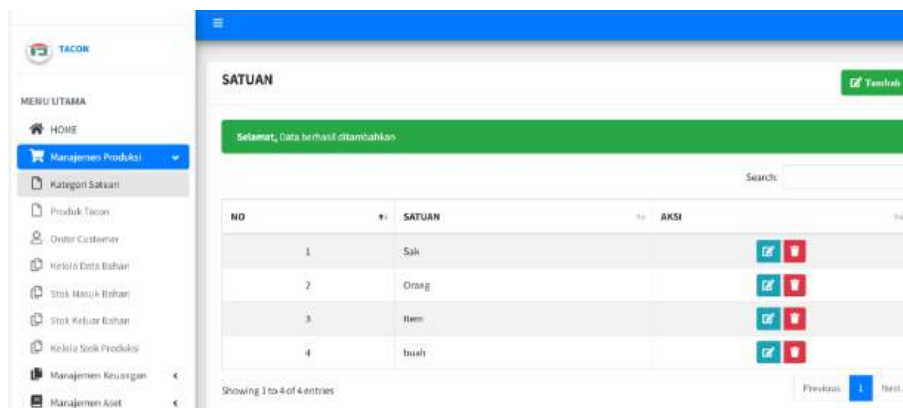 TACON
MENU UTAMA
HOME
Manajemen Produksi
Kategori Satuan
Produk Tacon
Order Customer
Kelola Data Bahan
Stok Masuk Bahan
Stok Keluar Bahan
Kelola Stok Produksi
Manajemen Keuangan
Manajemen Aset
SATUAN
Tambah
Selamat, Data berhasil ditambahkan
Search:
NO SATUAN AKSI
1 Sak
2 Orang
3 Item
4 buah
Showing 1 to 4 of 4 entries
Previous 1 Next